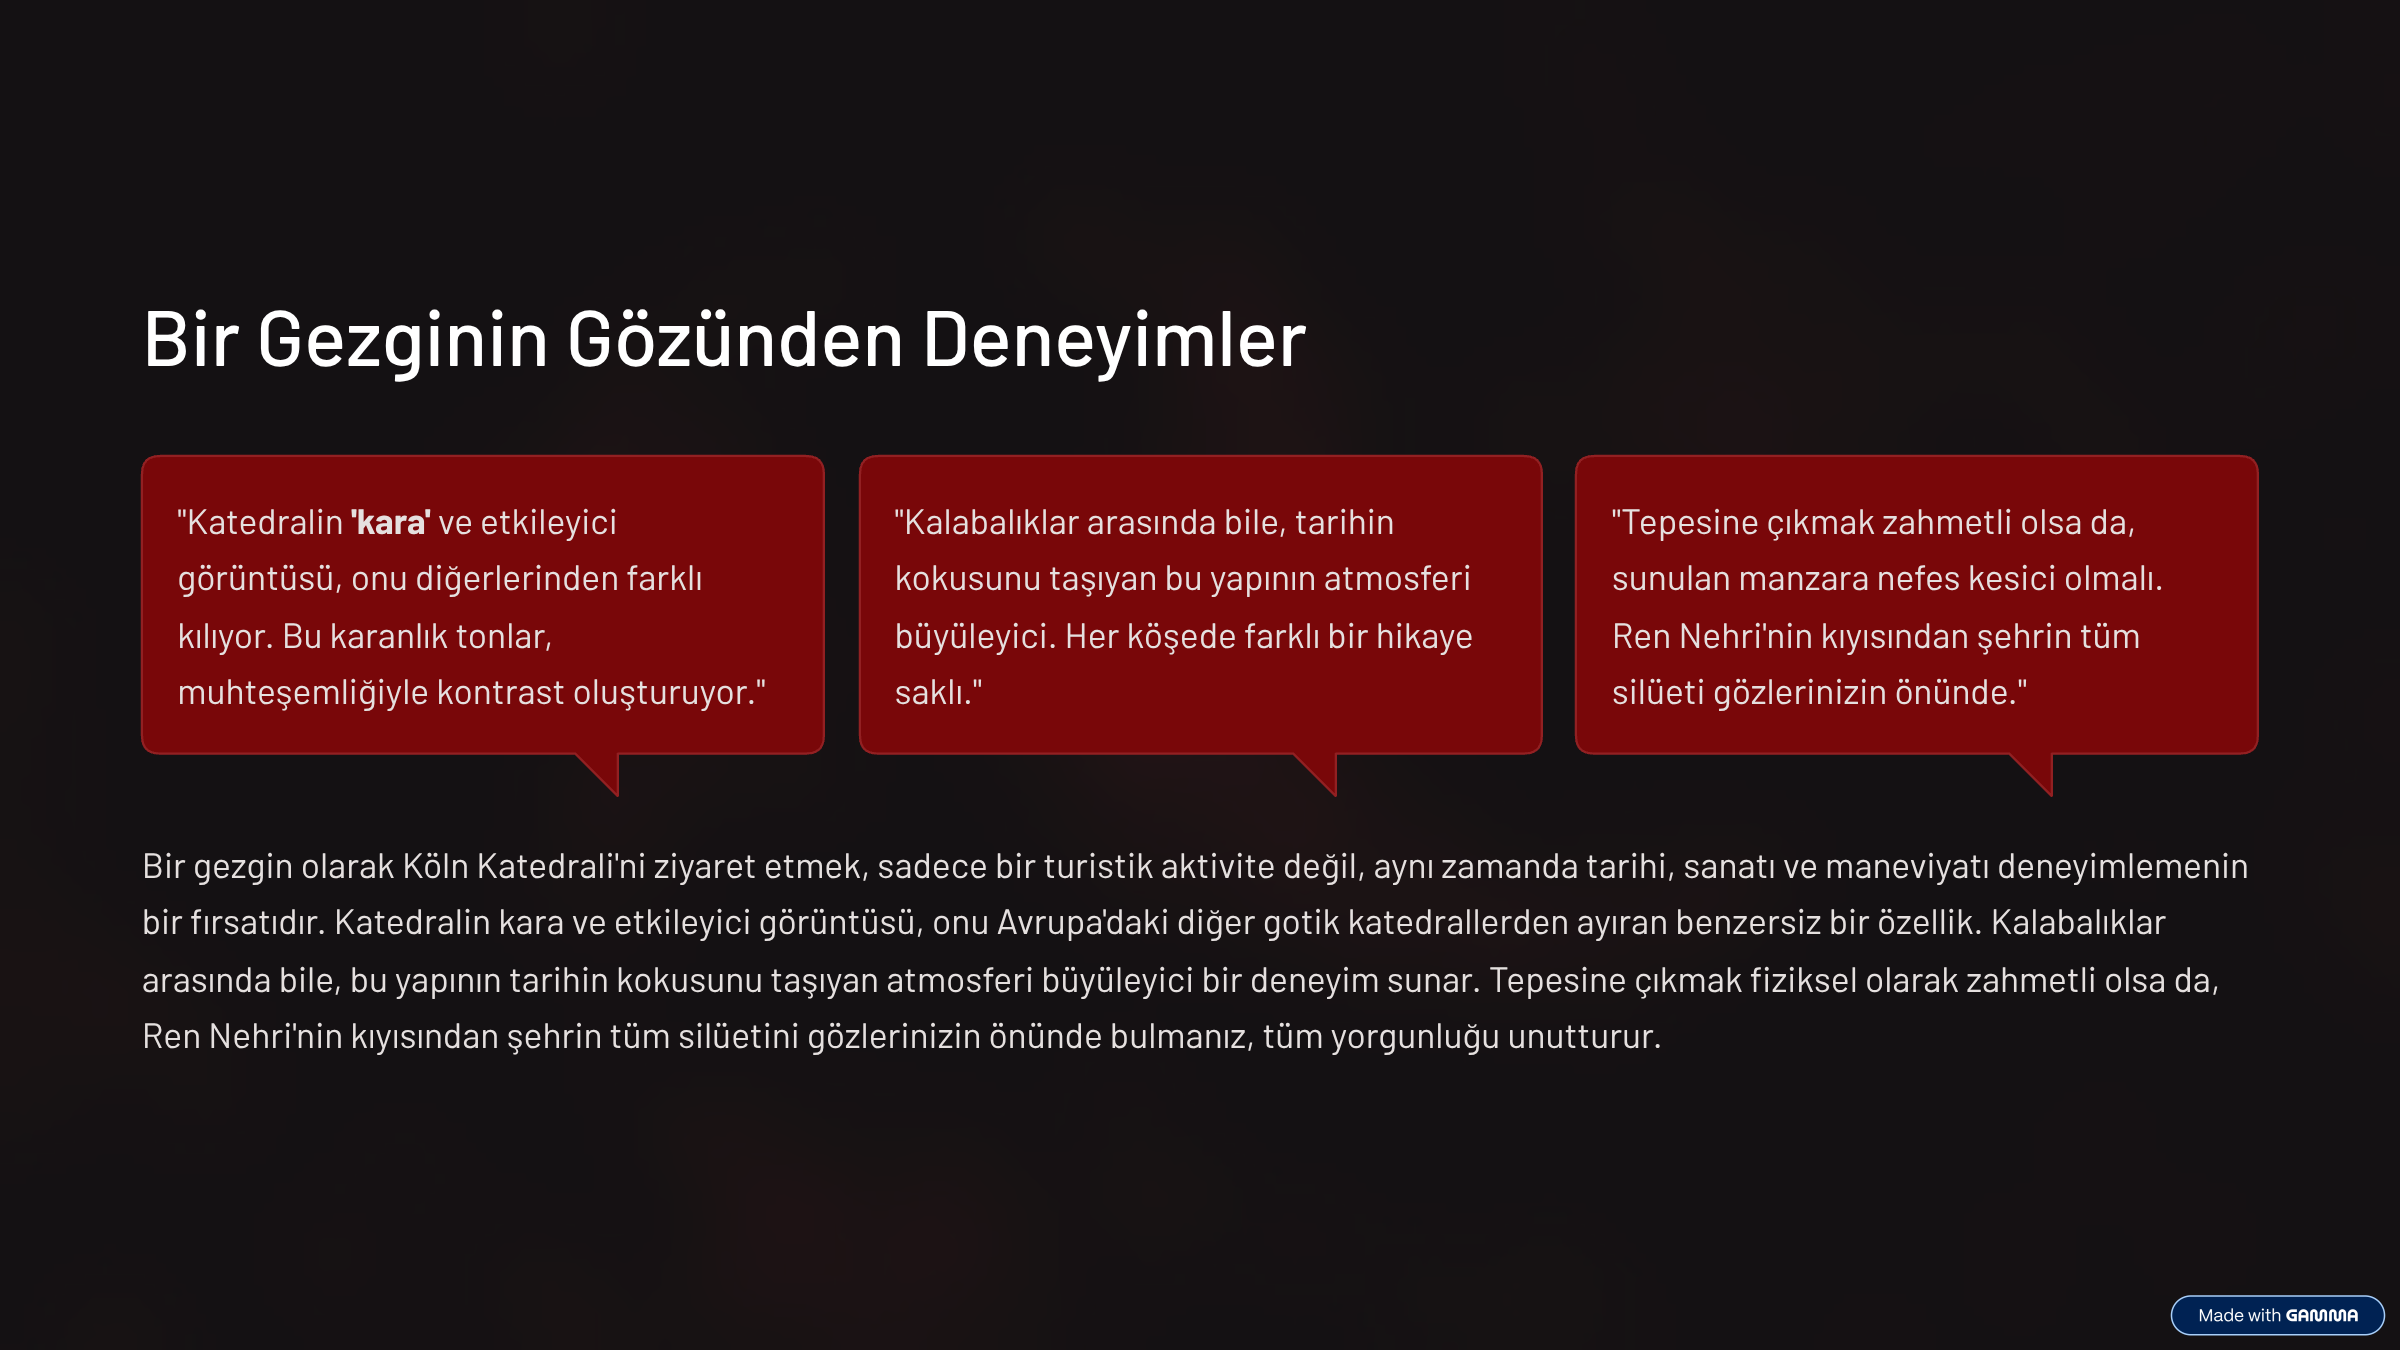 Bir Gezginin Gözünden Deneyimler
"Katedralin 'kara' ve etkileyici
görüntüsü, onu diğerlerinden farklı
kılıyor. Bu karanlık tonlar,
muhteşemliğiyle kontrast oluşturuyor."
"Kalabalıklar arasında bile, tarihin
kokusunu taşıyan bu yapının atmosferi
büyüleyici. Her köşede farklı bir hikaye
saklı."
"Tepesine çıkmak zahmetli olsa da,
sunulan manzara nefes kesici olmalı.
Ren Nehri'nin kıyısından şehrin tüm
silüeti gözlerinizin önünde."
Bir gezgin olarak Köln Katedrali'ni ziyaret etmek, sadece bir turistik aktivite değil, aynı zamanda tarihi, sanatı ve maneviyatı deneyimlemenin
bir fırsatıdır. Katedralin kara ve etkileyici görüntüsü, onu Avrupa'daki diğer gotik katedrallerden ayıran benzersiz bir özellik. Kalabalıklar
arasında bile, bu yapının tarihin kokusunu taşıyan atmosferi büyüleyici bir deneyim sunar. Tepesine çıkmak fiziksel olarak zahmetli olsa da,
Ren Nehri'nin kıyısından şehrin tüm silüetini gözlerinizin önünde bulmanız, tüm yorgunluğu unutturur.
Made with GAMMA